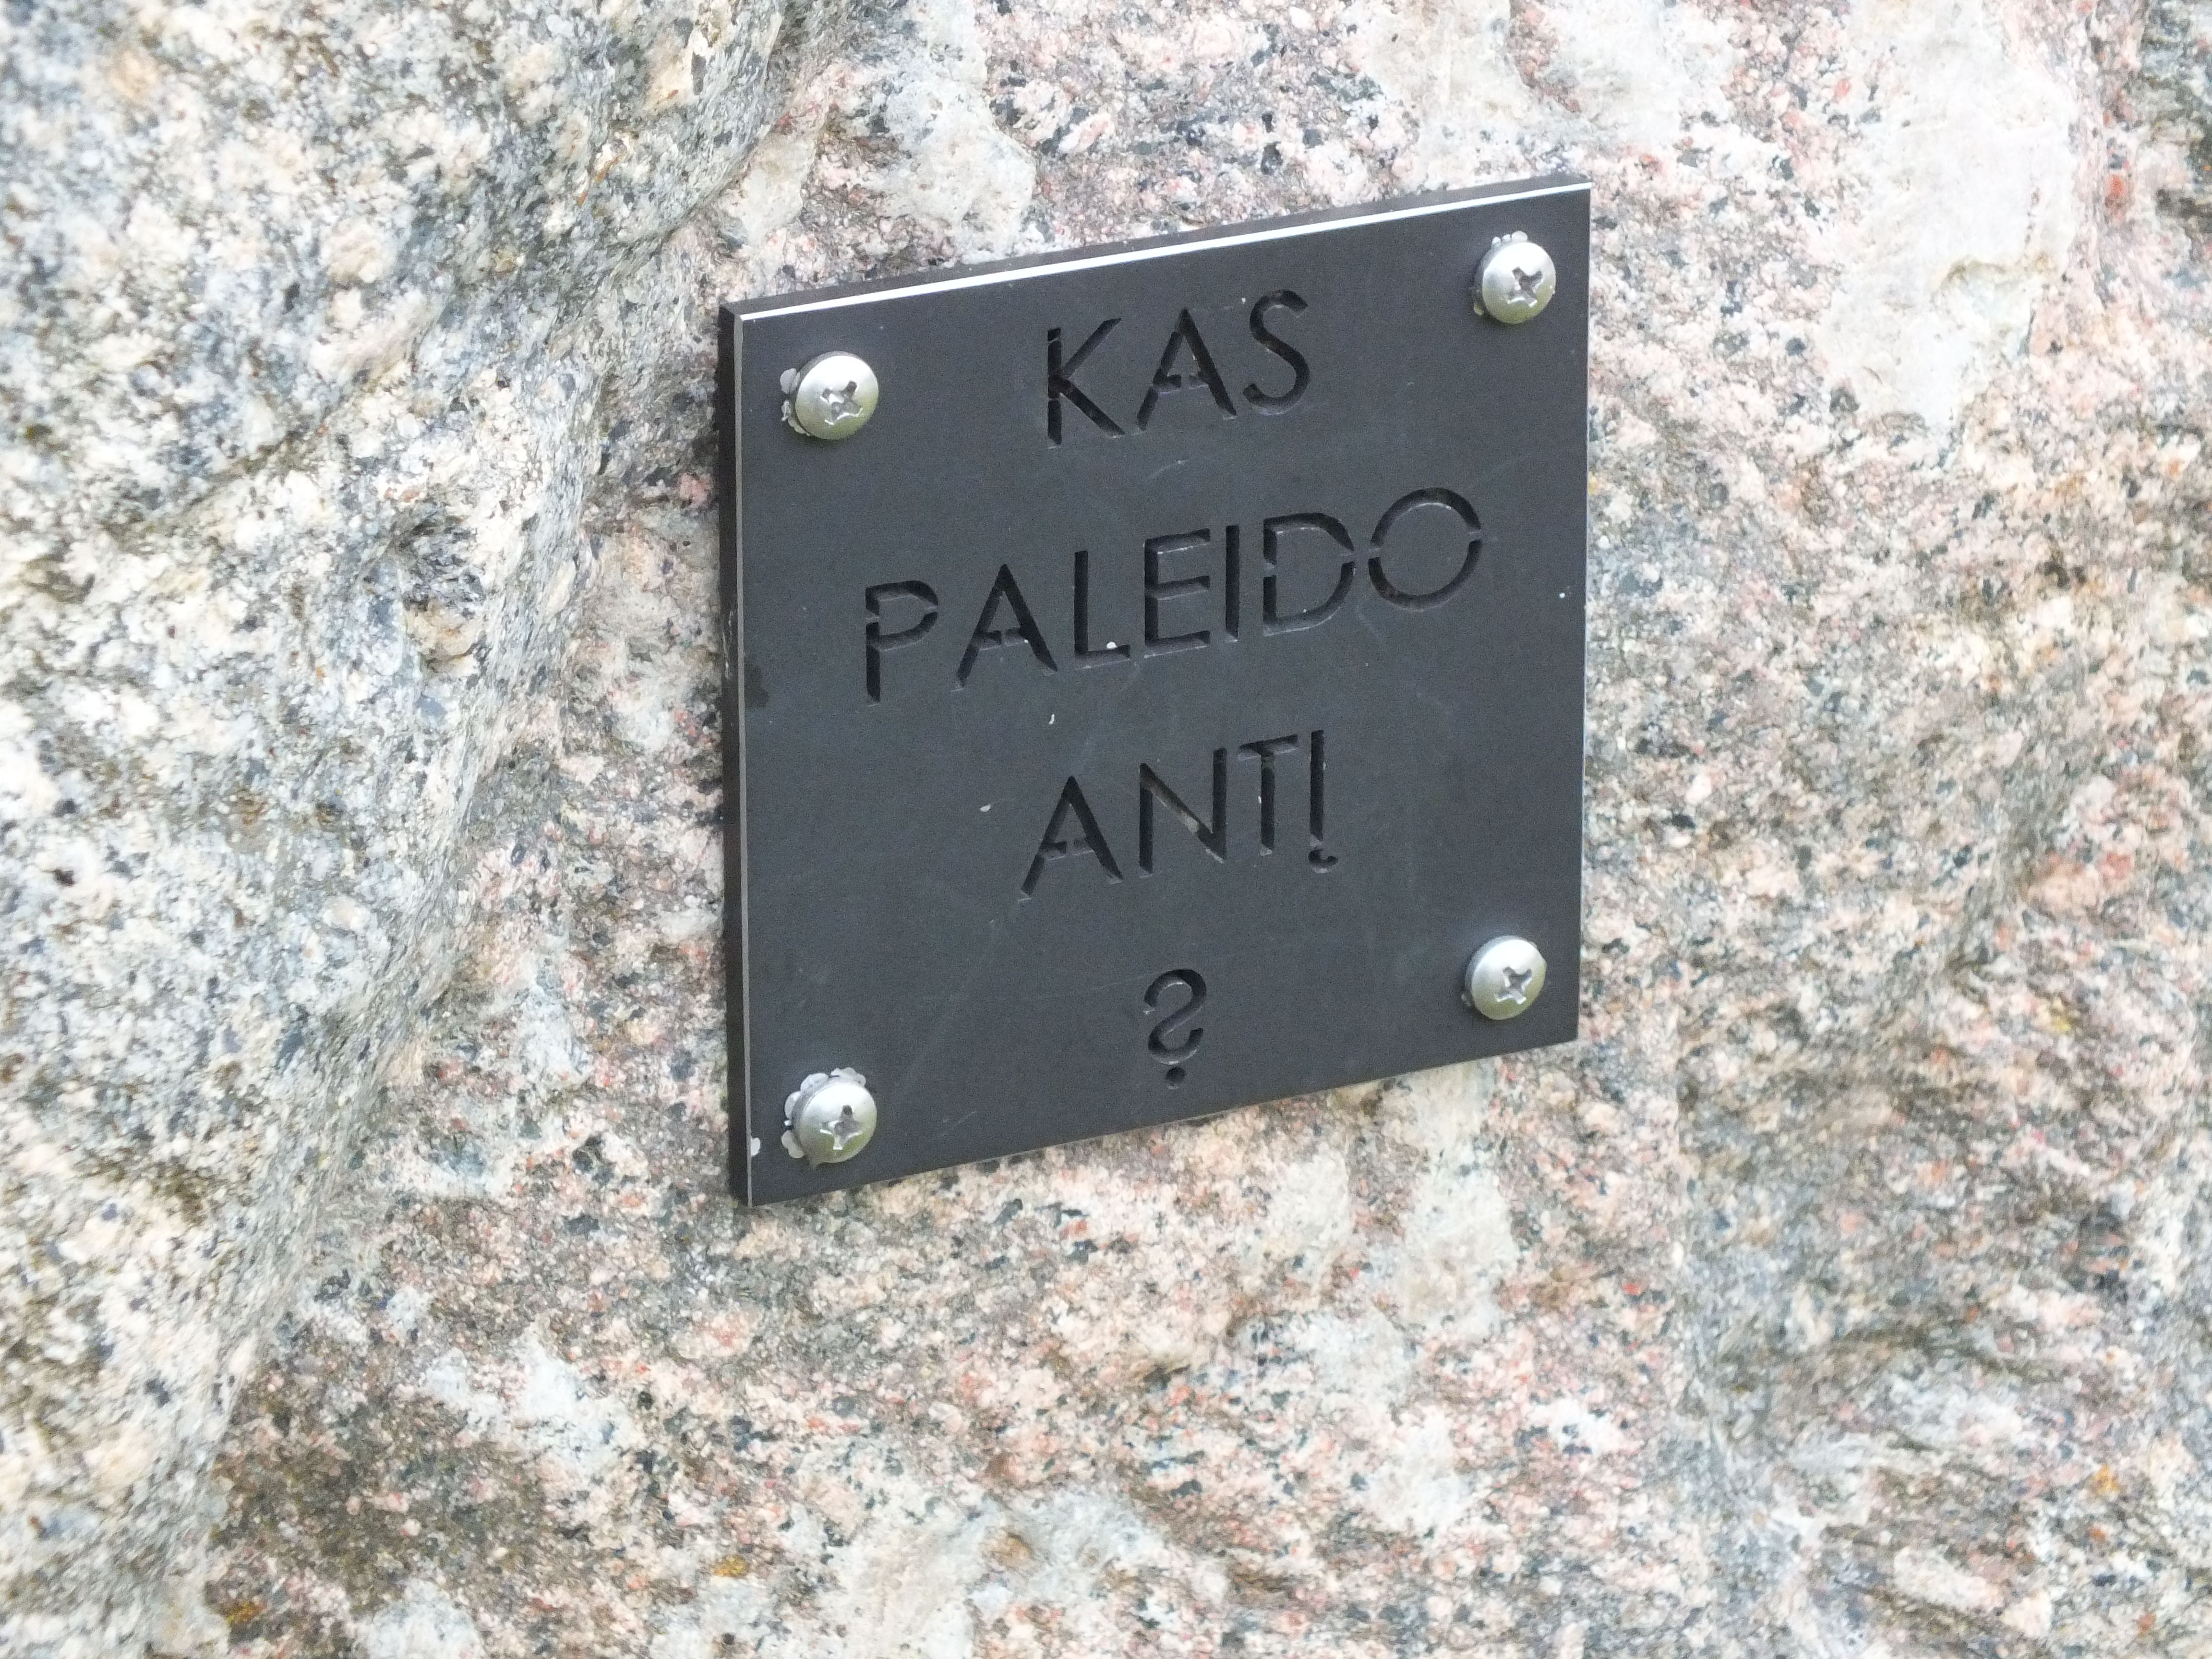 KAS
PALEIDO
ANTĮ
?